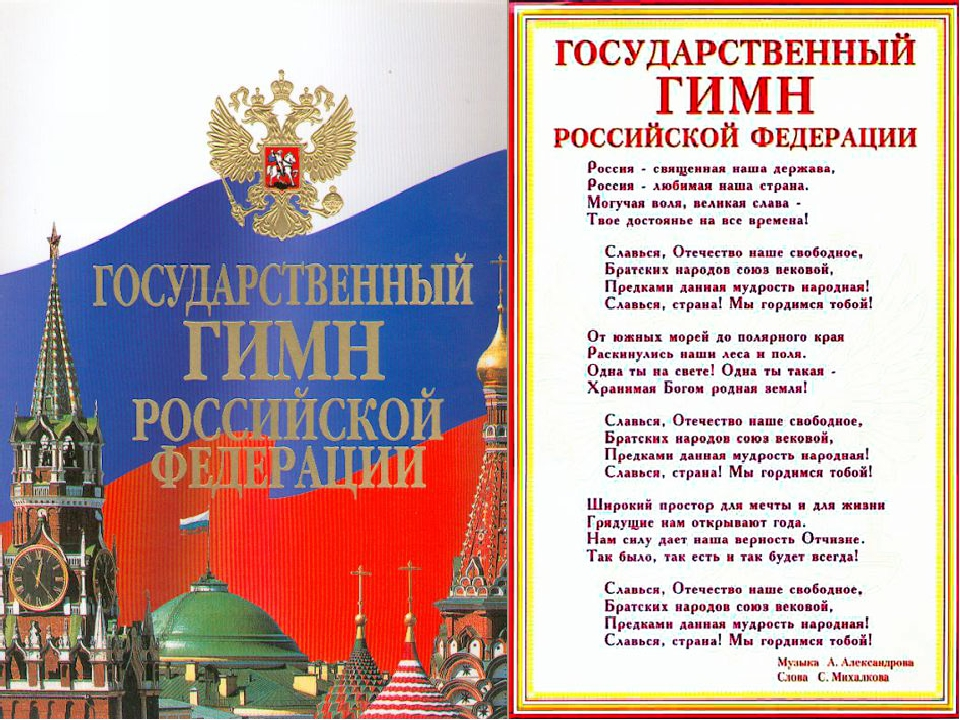 ГОСУДАРСТВЕННЫЙ
ГИМН
РОССИЙСКОЙ
ФЕДЕРАЦИИ
ГОСУДАРСТВЕННЫЙ
ГИМН
РОССИЙСКОЙ ФЕДЕРАЦИИ
Россия - священная наша держава,
Россия - любимая наша страна.
Могучая воля, великая слава -
Твое достоянье на все времена!
Славься, Отечество наше свободное,
Братских народов союз вековой,
Предками данная мудрость народная!
Славься, страна! Мы гордимся тобой!
От южных морей до полярного края
Раскинулись наши леса и поля.
Одна ты на свете! Одна ты такая -
Хранимая Богом родная земля!
Славься, Отечество наше свободное,
Братских народов союз вековой,
Предками данная мудрость народная!
Славься, страна! Мы гордимся тобой!
Широкий простор для мечты и для жизни
Грядущие нам открывают года.
Нам силу дает наша верность Отчизне.
Так было, так есть и так будет всегда!
Славься, Отечество наше свободное,
Братских народов союз вековой,
Предками данная мудрость народная!
Славься, страна! Мы гордимся тобой!
Музыка А. Александрова
Слова С. Михалкова